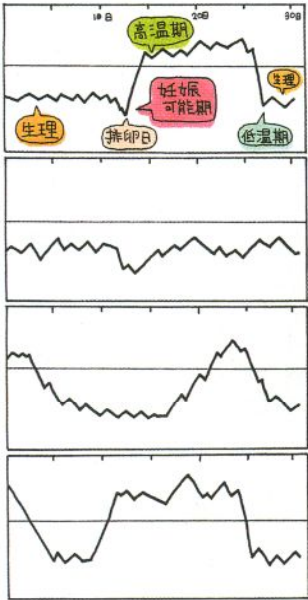 10日 20日 30日
高温期
生理
妊娠
可能期
生理
排卵日
低温期